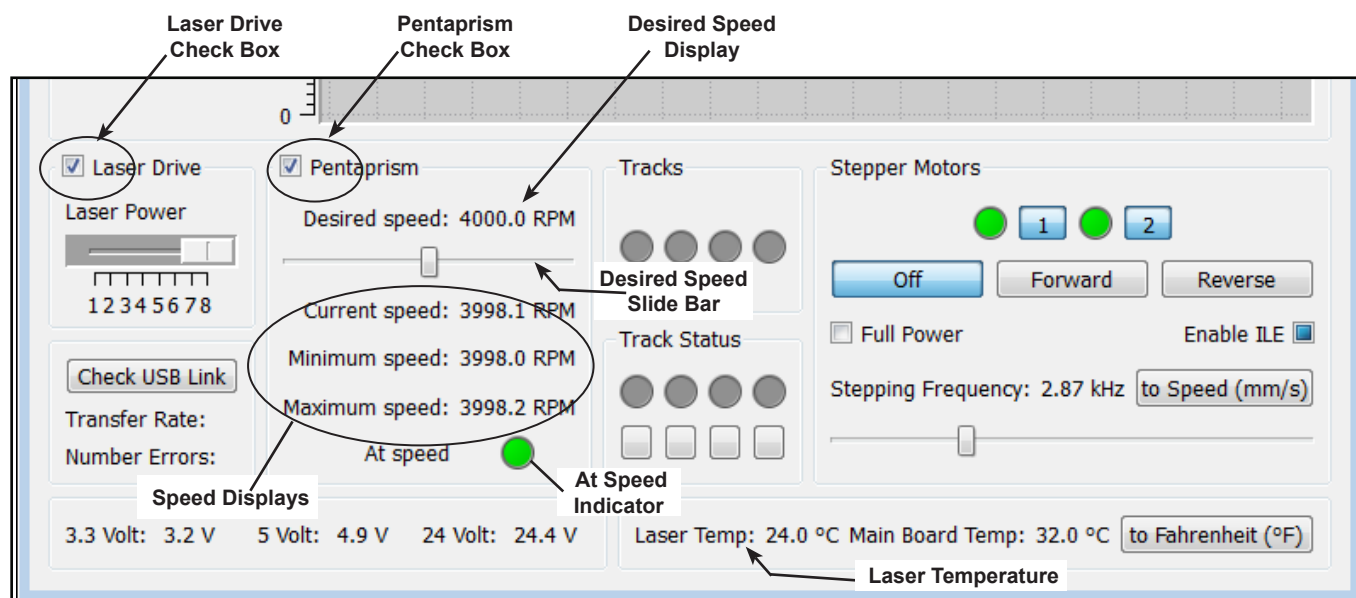 Laser Drive
Check Box
Pentaprism
Check Box
Desired Speed
Display
0
Laser Drive
Laser Power
1 2 3 4 5 6 7 8
Pentaprism
Desired speed: 4000.0 RPM
Desired Speed
Slide Bar
Current speed: 3998.1 RPM
Minimum speed: 3998.0 RPM
Maximum speed: 3998.2 RPM
At speed
Tracks
Track Status
Stepper Motors
1 2
Off Forward Reverse
Full Power Enable ILE
Stepping Frequency: 2.87 kHz to Speed (mm/s)
Check USB Link
Transfer Rate:
Number Errors:
Speed Displays
At Speed
Indicator
3.3 Volt: 3.2 V 5 Volt: 4.9 V 24 Volt: 24.4 V
Laser Temp: 24.0 ºC Main Board Temp: 32.0 ºC to Fahrenheit (°F)
Laser Temperature